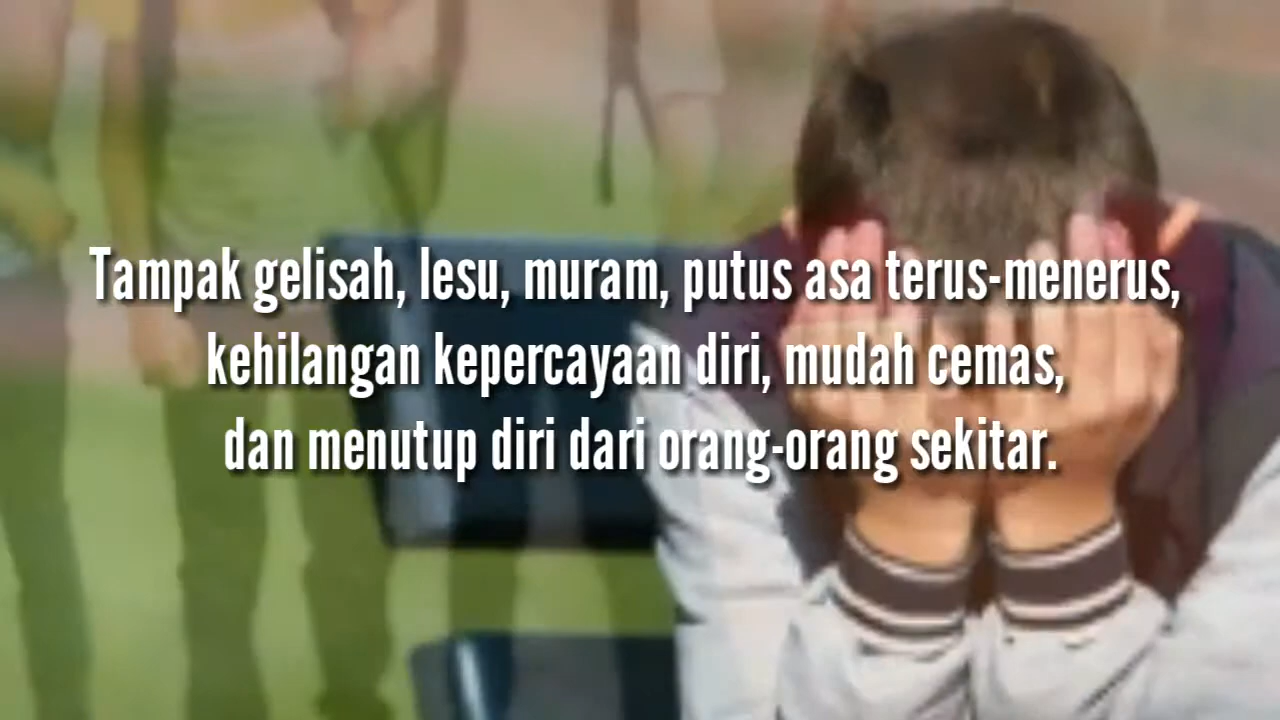 Tampak gelisah, lesu, muram, putus asa terus-menerus,
kehilangan kepercayaan diri, mudah cemas,
dan menutup diri dari orang-orang sekitar.